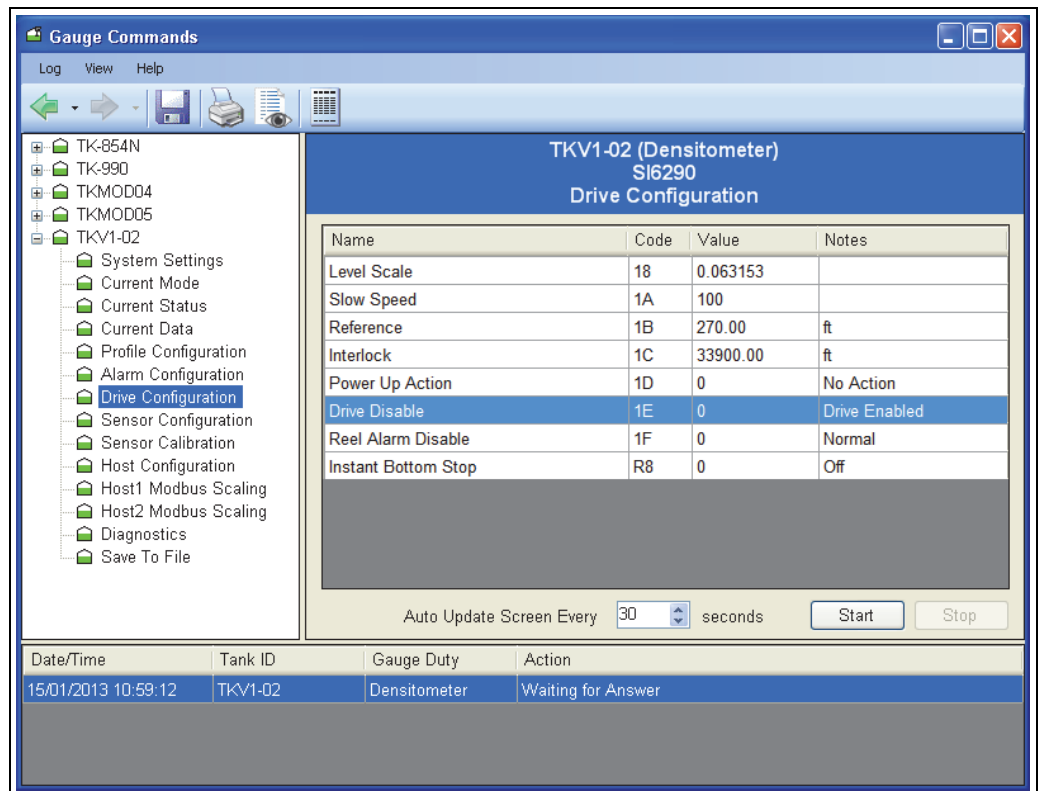 Gauge Commands
Log View Help
TK-854N
TK-990
TKMOD04
TKMOD05
TKV1-02
System Settings
Current Mode
Current Status
Current Data
Profile Configuration
Alarm Configuration
Drive Configuration
Sensor Configuration
Sensor Calibration
Host Configuration
Host1 Modbus Scaling
Host2 Modbus Scaling
Diagnostics
Save To File
TKV1-02 (Densitometer)
SI6290
Drive Configuration
Name Code Value Notes
Level Scale 18 0.063153
Slow Speed 1A 100
Reference 1B 270.00 ft
Interlock 1C 33900.00 ft
Power Up Action 1D 0 No Action
Drive Disable 1E 0 Drive Enabled
Reel Alarm Disable 1F 0 Normal
Instant Bottom Stop R8 0 Off
Auto Update Screen Every 30 seconds Start Stop
Date/Time Tank ID Gauge Duty Action
15/01/2013 10:59:12 TKV1-02 Densitometer Waiting for Answer